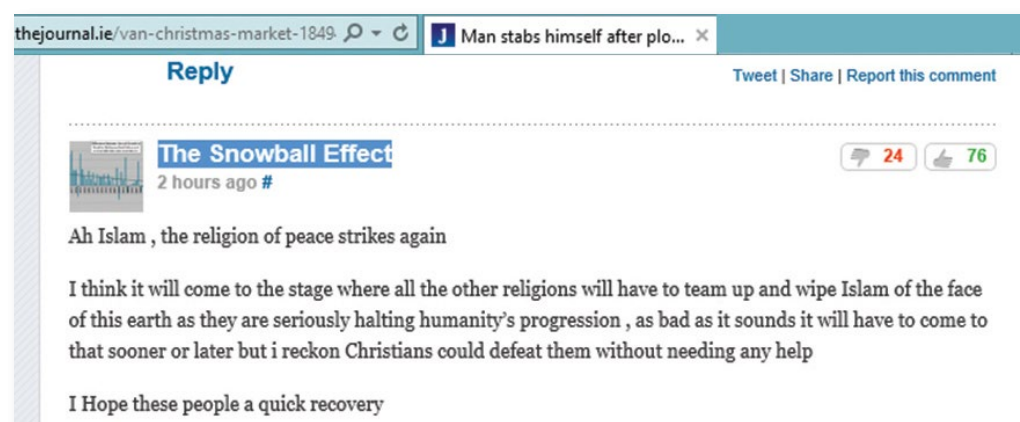 thejournal.ie/van-christmas-market-1849
Man stabs himself after plo...
Reply
Tweet | Share | Report this comment
The Snowball Effect
24
76
2 hours ago #
Ah Islam , the religion of peace strikes again
I think it will come to the stage where all the other religions will have to team up and wipe Islam of the face
of this earth as they are seriously halting humanity's progression , as bad as it sounds it will have to come to
that sooner or later but i reckon Christians could defeat them without needing any help
I Hope these people a quick recovery